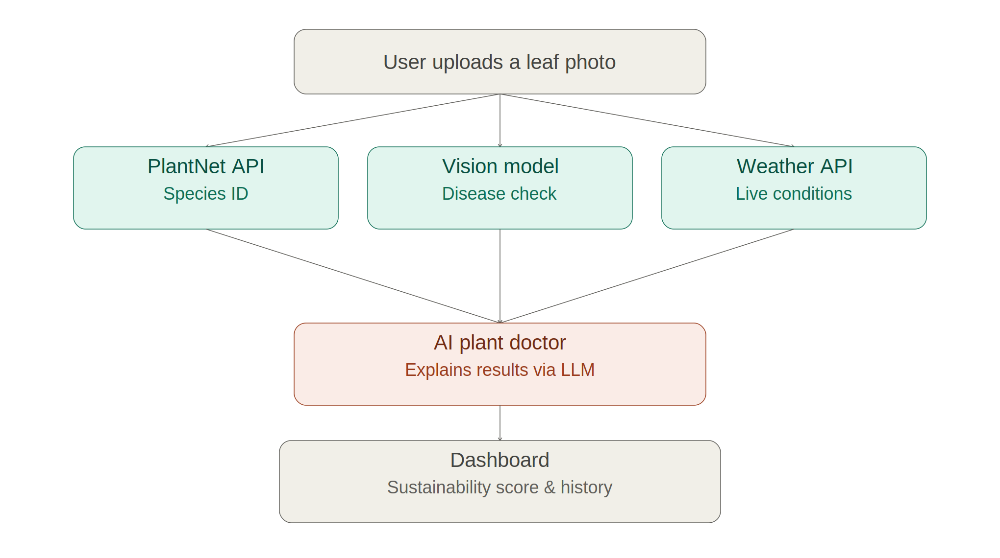 User uploads a leaf photo
PlantNet API
Species ID
Vision model
Disease check
Weather API
Live conditions
AI plant doctor
Explains results via LLM
Dashboard
Sustainability score & history